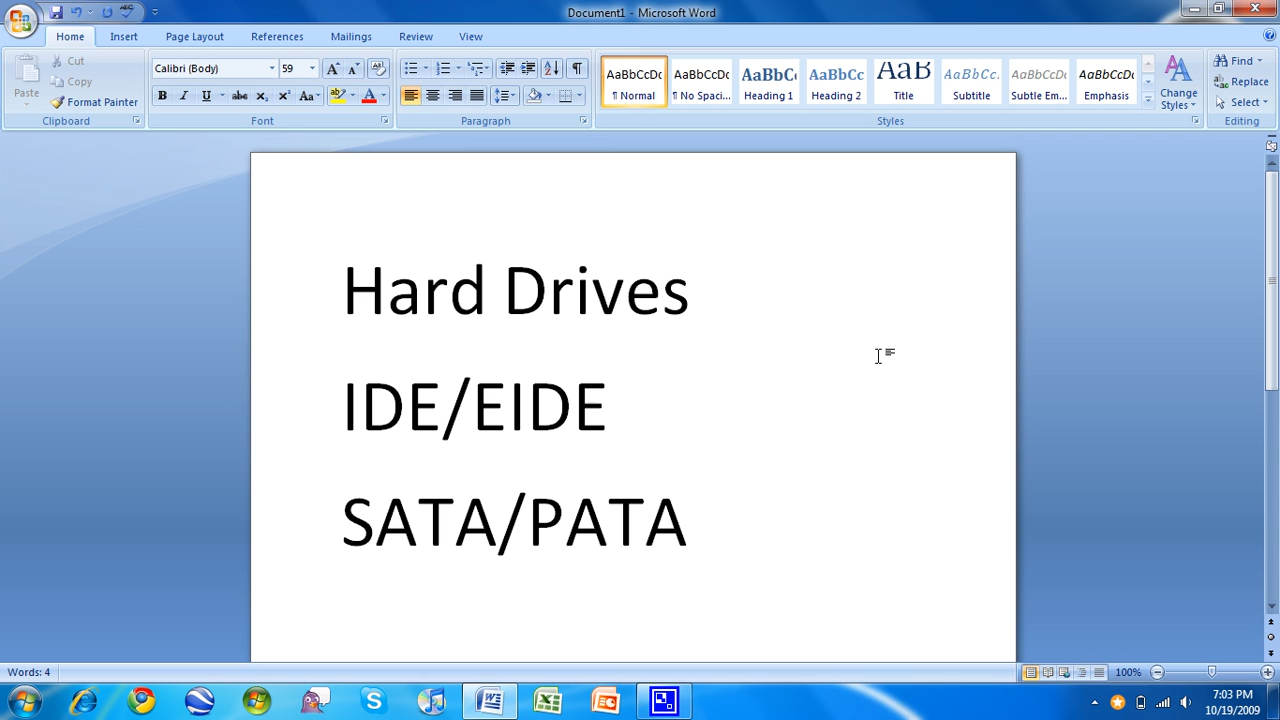 Document1 - Microsoft Word
Home Insert Page Layout References Mailings Review View
Cut
Copy
Format Painter
Paste
Clipboard
Calibri (Body) 59
Font
Paragraph
AaBbCcDc AaBbCcDc AaBbCc AaBbCc AaB AaBbCc. AaBbCcDc AaBbCcDc
¶ Normal ¶ No Spaci... Heading 1 Heading 2 Title Subtitle Subtle Em... Emphasis
Change Styles
Styles
Find
Replace
Select
Editing
Hard Drives
IDE/EIDE
SATA/PATA
Words: 4
100%
7:03 PM
10/19/2009